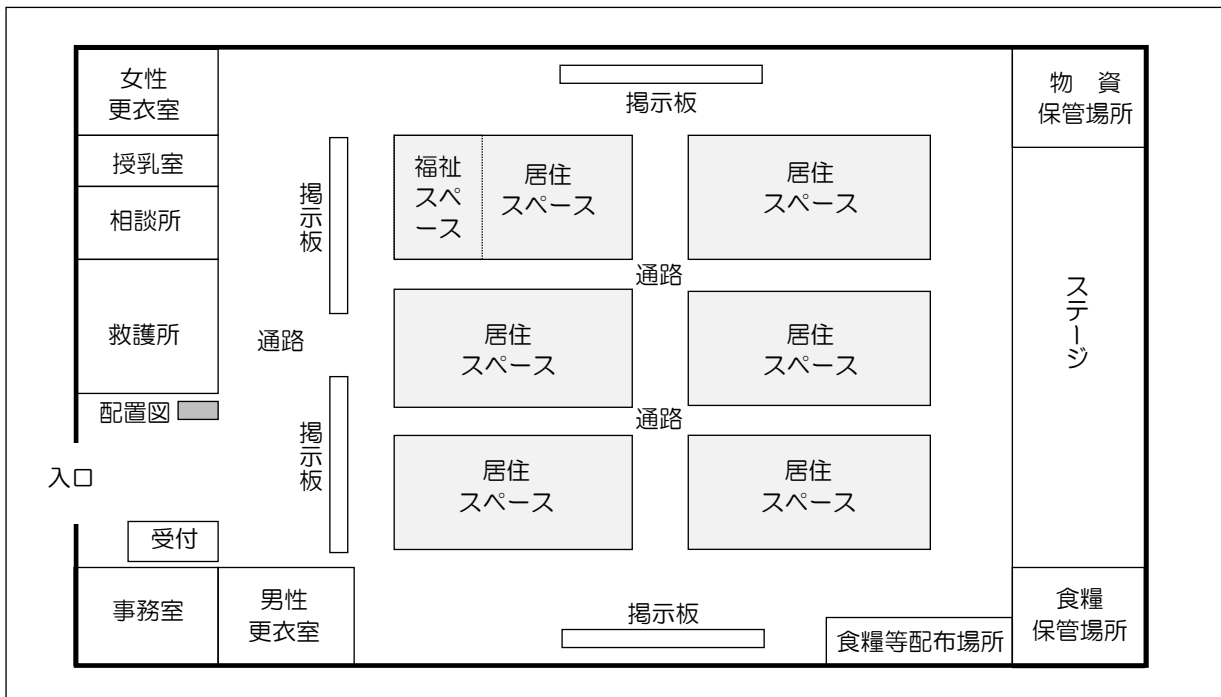 女性
更衣室
授乳室
相談所
救護所
配置図
入口
受付
事務室
男性
更衣室
掲示板
通路
掲示板
掲示板
福祉
スペ
ース
居住
スペース
居住
スペース
通路
居住
スペース
居住
スペース
通路
居住
スペース
居住
スペース
掲示板
食糧等配布場所
物　資
保管場所
ステージ
食糧
保管場所